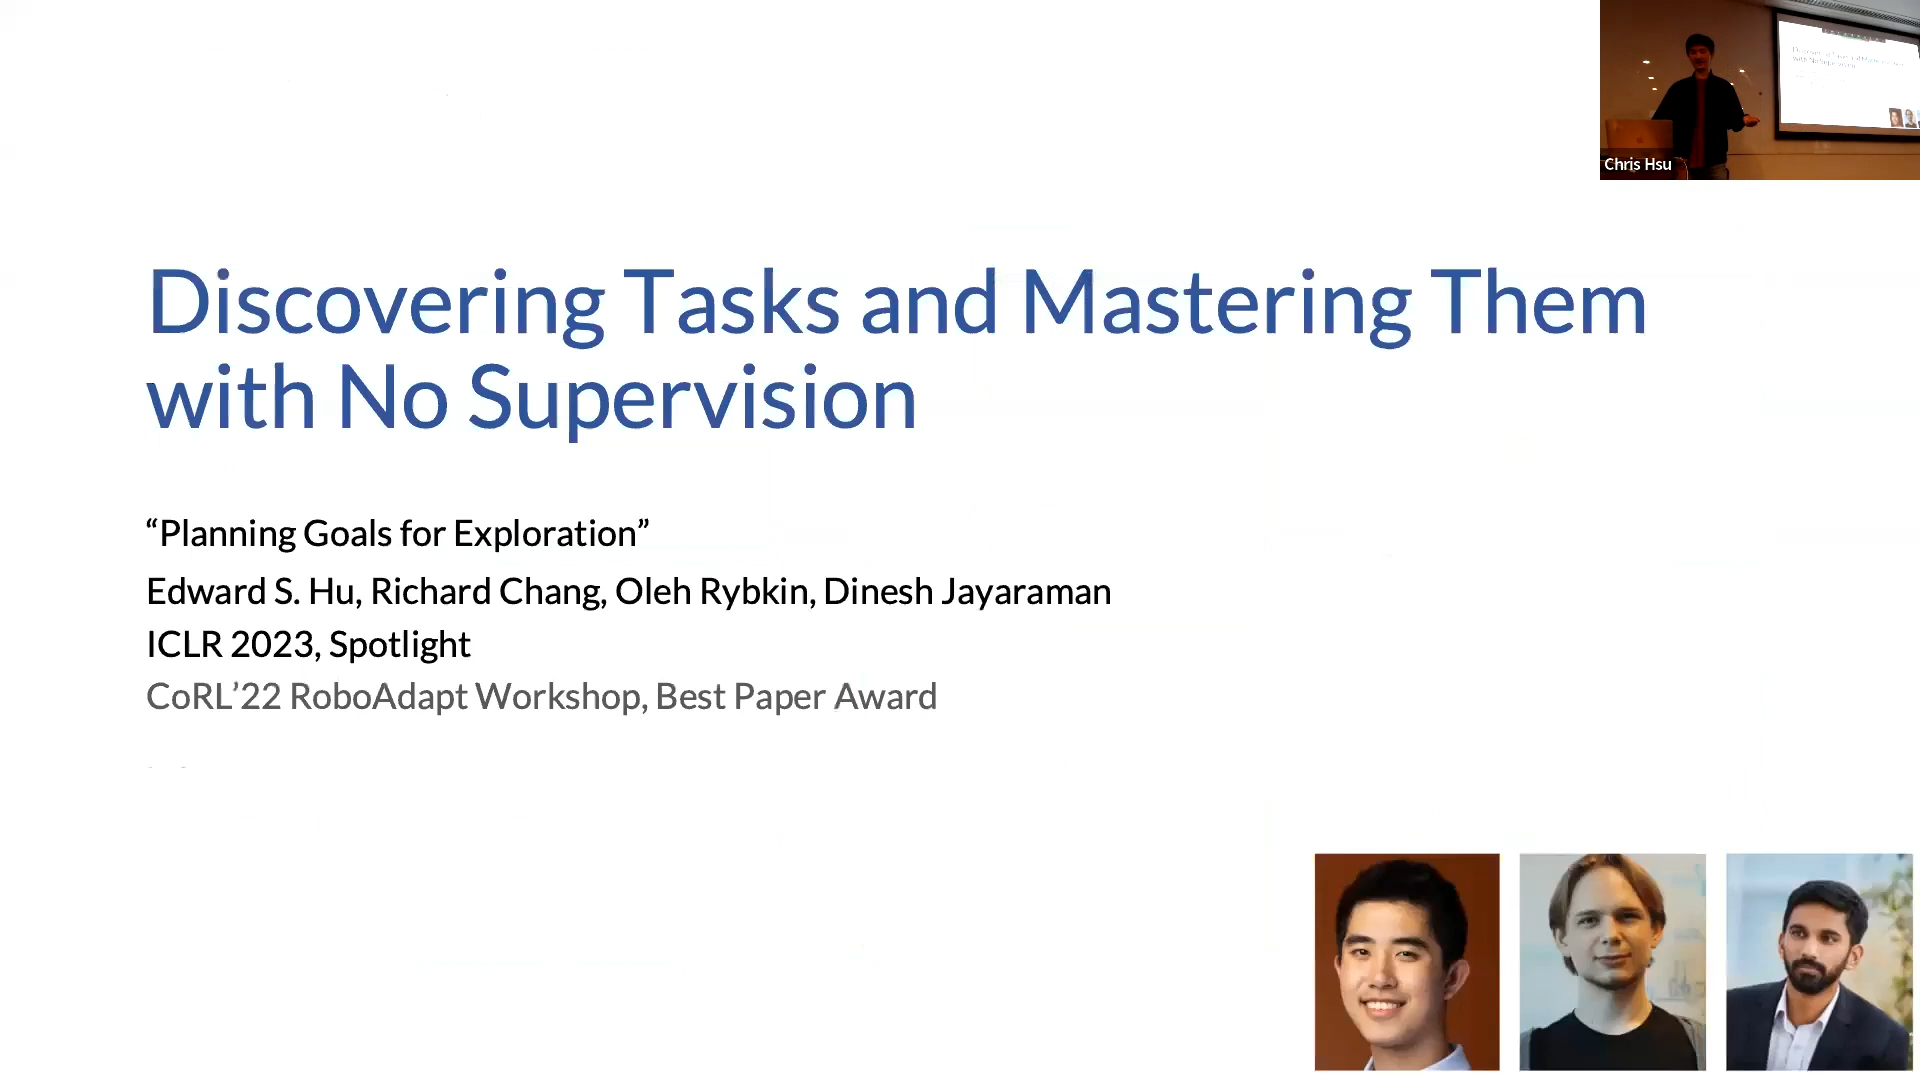 Discovering Tasks and Mastering Them
with No Supervision
“Planning Goals for Exploration”
Edward S. Hu, Richard Chang, Oleh Rybkin, Dinesh Jayaraman
ICLR 2023, Spotlight
CoRL’22 RoboAdapt Workshop, Best Paper Award
Chris Hsu